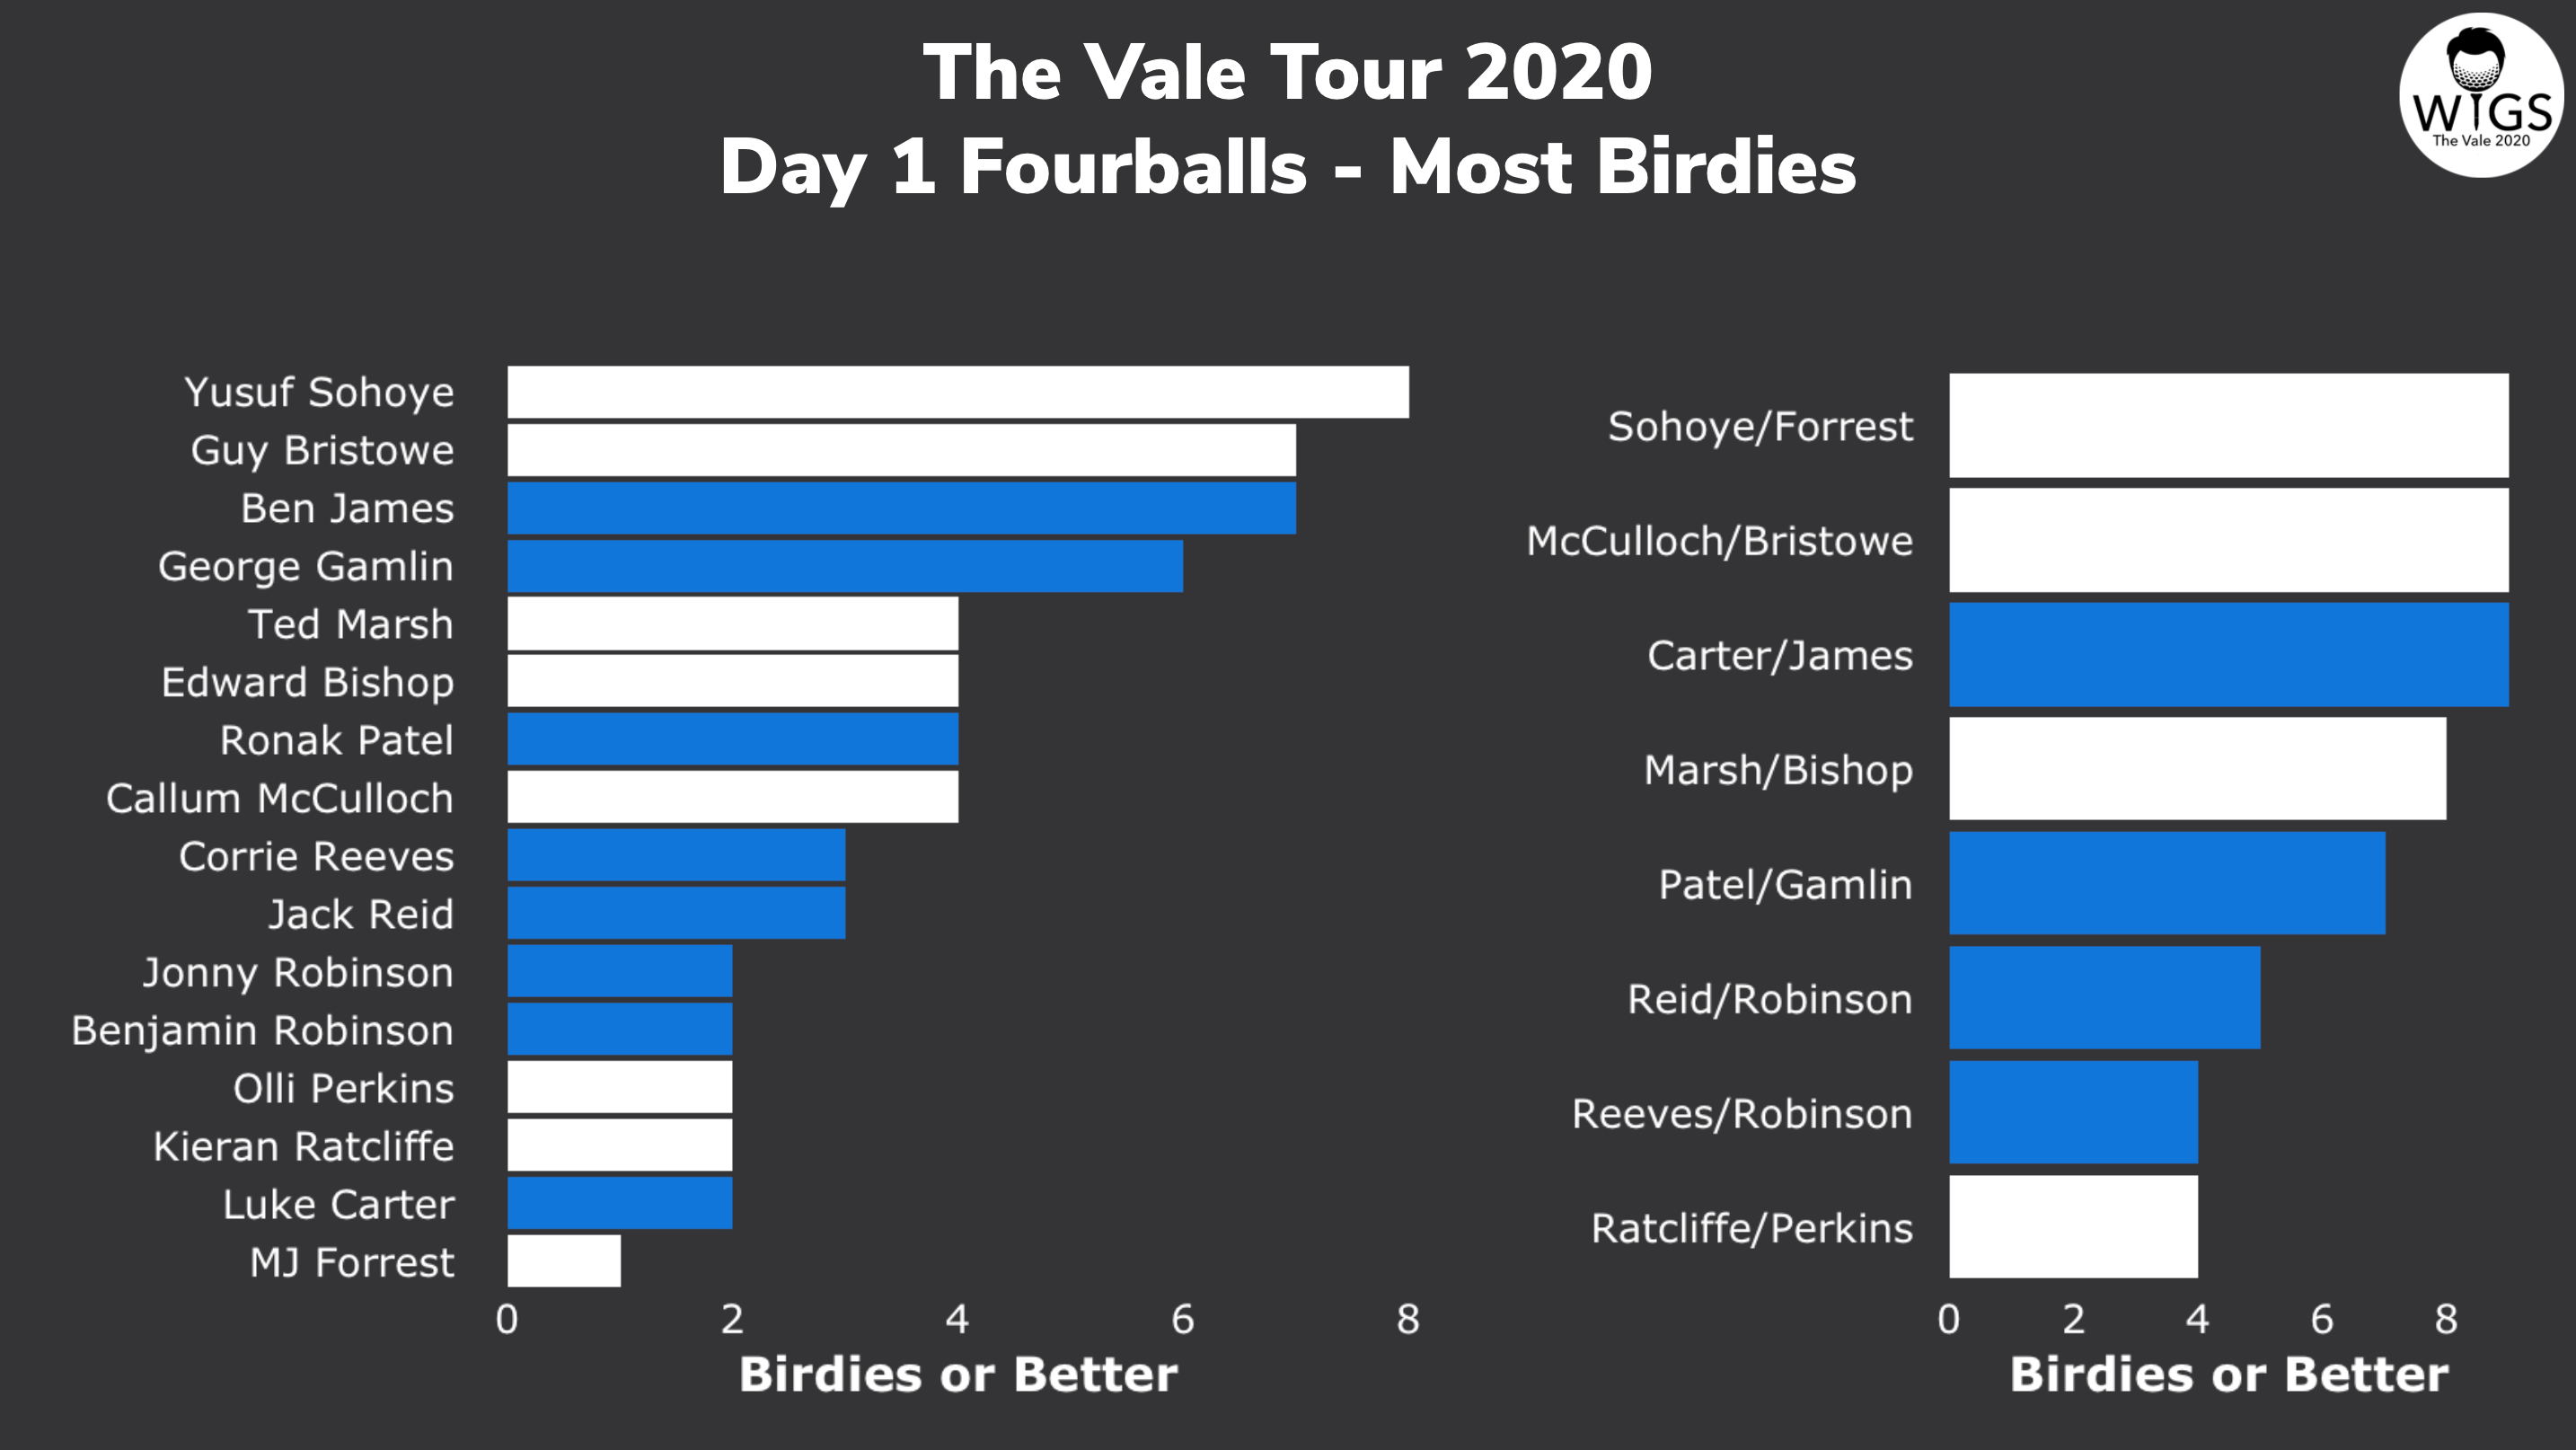 The Vale Tour 2020
Day 1 Fourballs - Most Birdies
WIGS
The Vale 2020
Yusuf Sohoye
Guy Bristowe
Ben James
George Gamlin
Ted Marsh
Edward Bishop
Ronak Patel
Callum McCulloch
Corrie Reeves
Jack Reid
Jonny Robinson
Benjamin Robinson
Olli Perkins
Kieran Ratcliffe
Luke Carter
MJ Forrest
0 2 4 6 8
Birdies or Better
Sohoye/Forrest
McCulloch/Bristowe
Carter/James
Marsh/Bishop
Patel/Gamlin
Reid/Robinson
Reeves/Robinson
Ratcliffe/Perkins
0 2 4 6 8
Birdies or Better